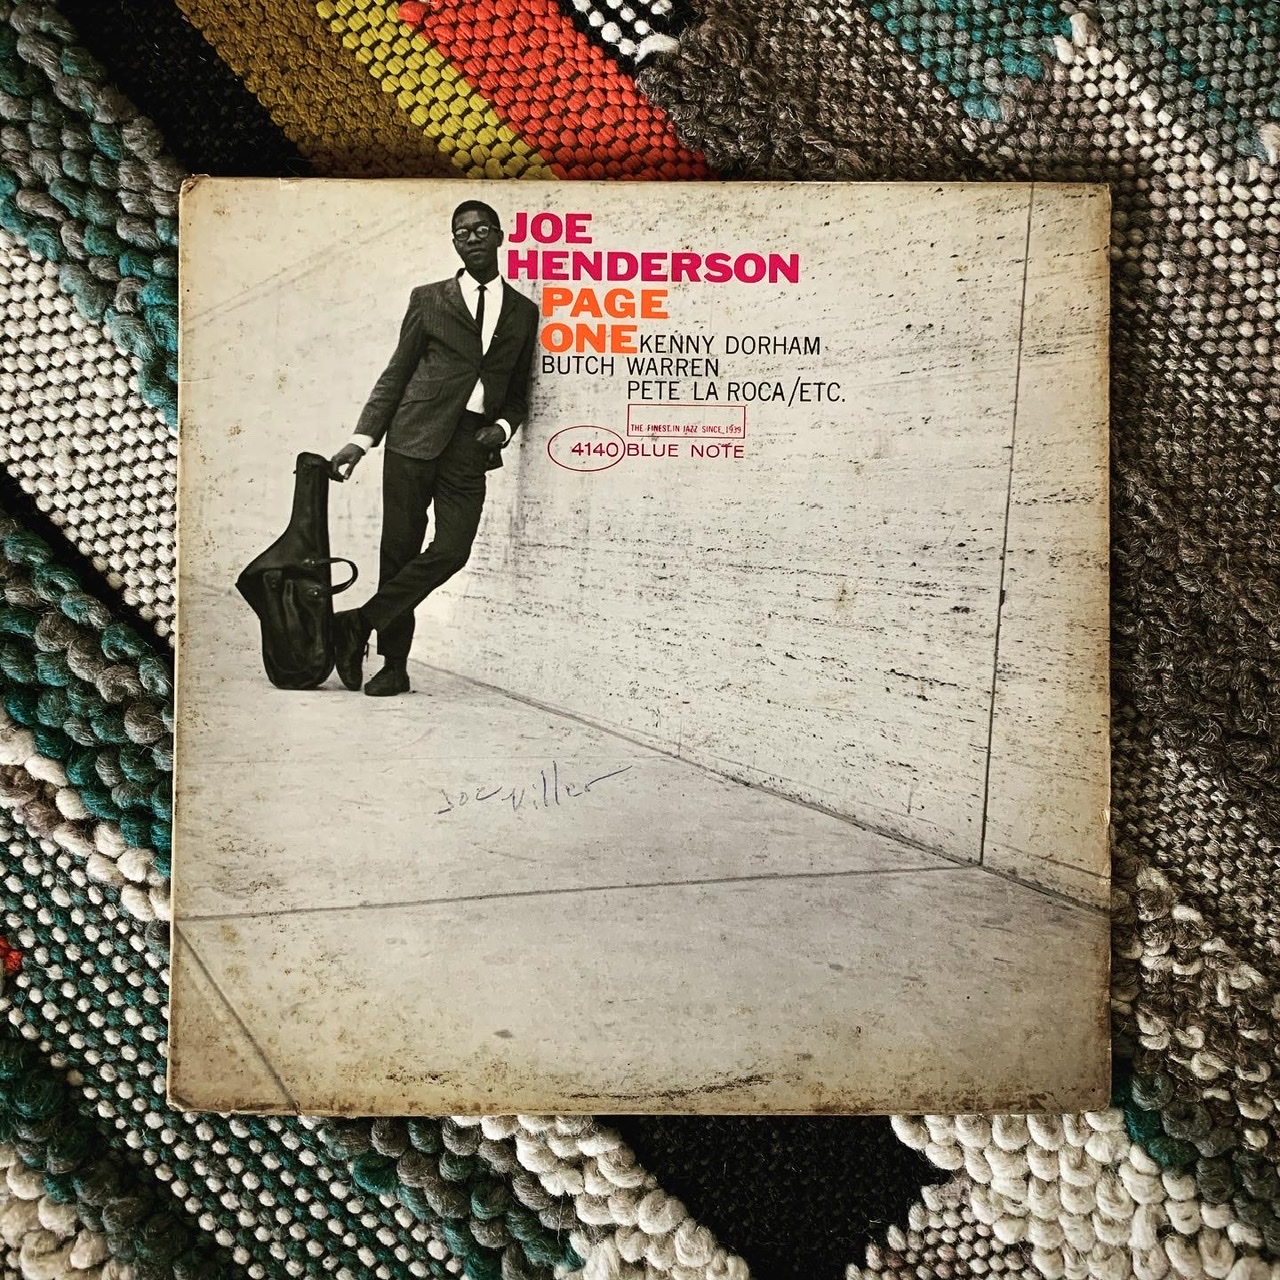 JOE
HENDERSON
PAGE
ONE KENNY DORHAM
BUTCH WARREN
PETE LA ROCA/ETC.
THE FINEST IN JAZZ SINCE 1939
4140 BLUE NOTE
Joe